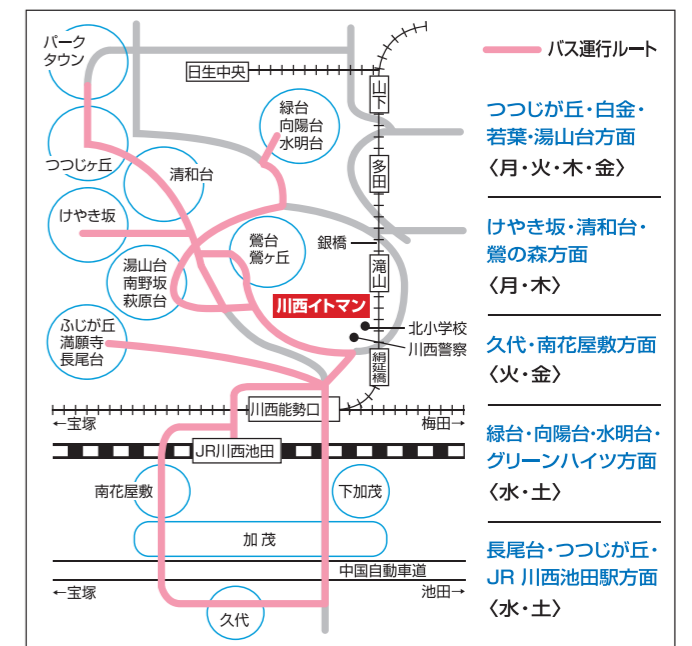 パーク
タウン
日生中央
山下
緑台
向陽台
水明台
多田
つつじヶ丘
清和台
けやき坂
鶯台
鶯ヶ丘
銀橋
湯山台
南野坂
萩原台
滝山
川西イトマン
ふじが丘
満願寺
長尾台
北小学校
川西警察
絹延橋
川西能勢口
←宝塚
梅田→
JR川西池田
南花屋敷
下加茂
加茂
中国自動車道
←宝塚
池田→
久代
バス運行ルート
つつじが丘・白金・
若葉・湯山台方面
〈月・火・木・金〉
けやき坂・清和台・
鶯の森方面
〈月・木〉
久代・南花屋敷方面
〈火・金〉
緑台・向陽台・水明台・
グリーンハイツ方面
〈水・土〉
長尾台・つつじが丘・
JR 川西池田駅方面
〈水・土〉